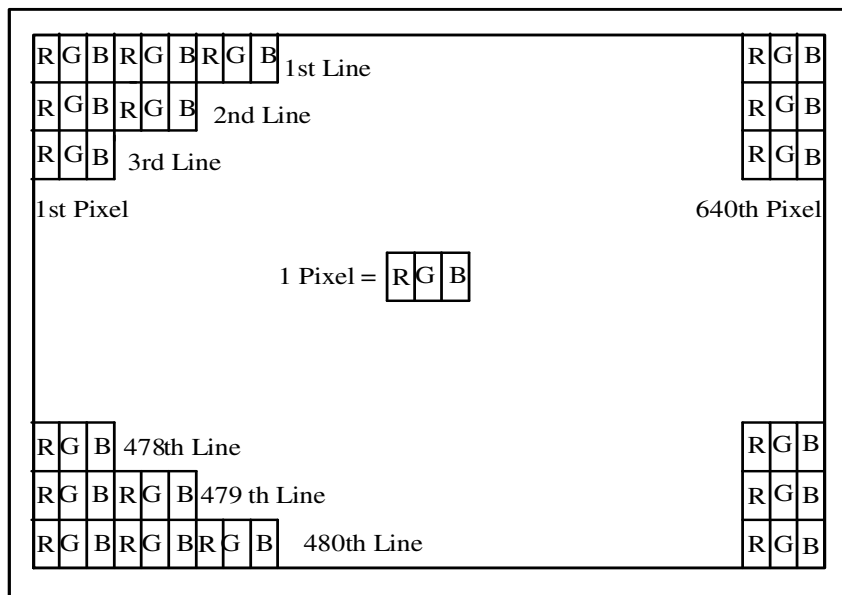 R G B R G B R G B 1st Line R G B
R G B R G B 2nd Line R G B
R G B 3rd Line R G B
1st Pixel 640th Pixel
1 Pixel = R G B
R G B 478th Line R G B
R G B R G B 479 th Line R G B
R G B R G B R G B 480th Line R G B